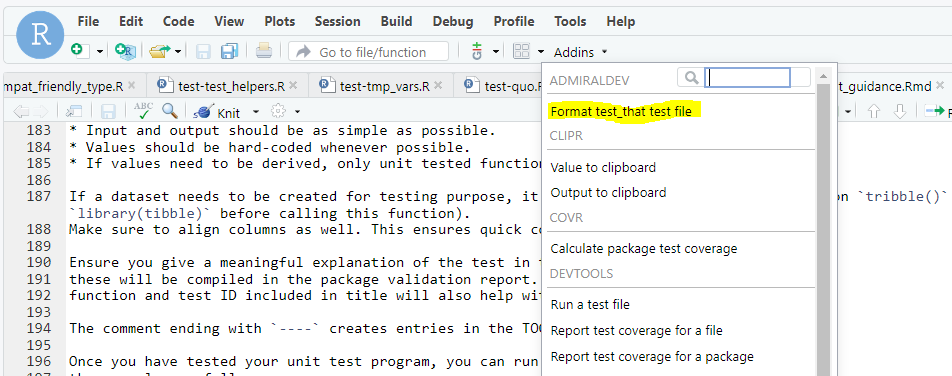 R
File Edit Code View Plots Session Build Debug Profile Tools Help
Go to file/function Addins
mpat_friendly_type.R test-test_helpers.R test-tmp_vars.R test-quo. t_guidance.Rmd
ABC Knit
ADMIRALDEV
Format test_that test file
CLIPR
Value to clipboard
Output to clipboard
COVR
Calculate package test coverage
DEVTOOLS
Run a test file
Report test coverage for a file
Report test coverage for a package
183 * Input and output should be as simple as possible.
184 * Values should be hard-coded whenever possible.
185 * If values need to be derived, only unit tested function
186
187 If a dataset needs to be created for testing purpose, it on `tribble()`
`library(tibble)` before calling this function).
188 Make sure to align columns as well. This ensures quick co
189
190 Ensure you give a meaningful explanation of the test in t
191 these will be compiled in the package validation report.
192 function and test ID included in title will also help wi
193
194 The comment ending with `----` creates entries in the TOC
195
196 Once you have tested your unit test program, you can run